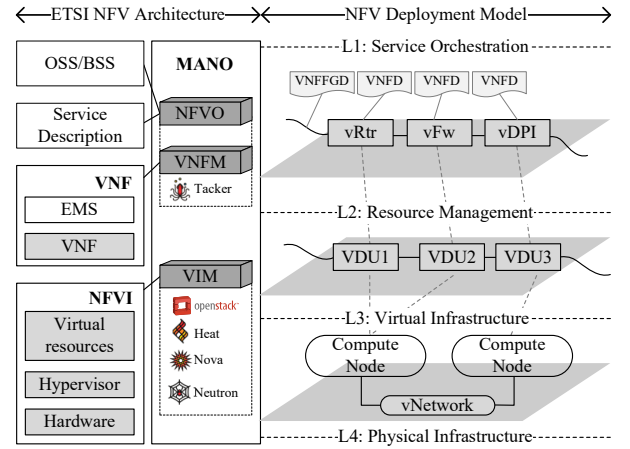 ETSI NFV Architecture
NFV Deployment Model
OSS/BSS
Service
Description
VNF
EMS
VNF
NFVI
Virtual
resources
Hypervisor
Hardware
MANO
NFVO
VNFM
Tacker
VIM
openstack
Heat
Nova
Neutron
L1: Service Orchestration
VNFFGD VNFD VNFD VNFD
vRtr vFw vDPI
L2: Resource Management
VDU1 VDU2 VDU3
L3: Virtual Infrastructure
Compute
Node
Compute
Node
vNetwork
L4: Physical Infrastructure